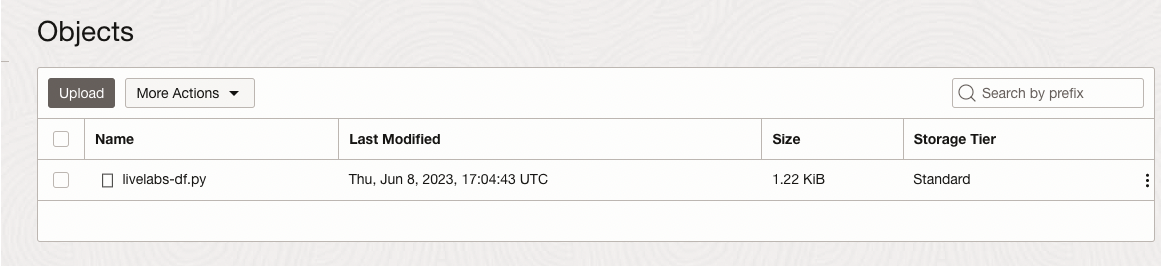 Objects
Upload More Actions Search by prefix
Name Last Modified Size Storage Tier
livelabs-df.py Thu, Jun 8, 2023, 17:04:43 UTC 1.22 KiB Standard